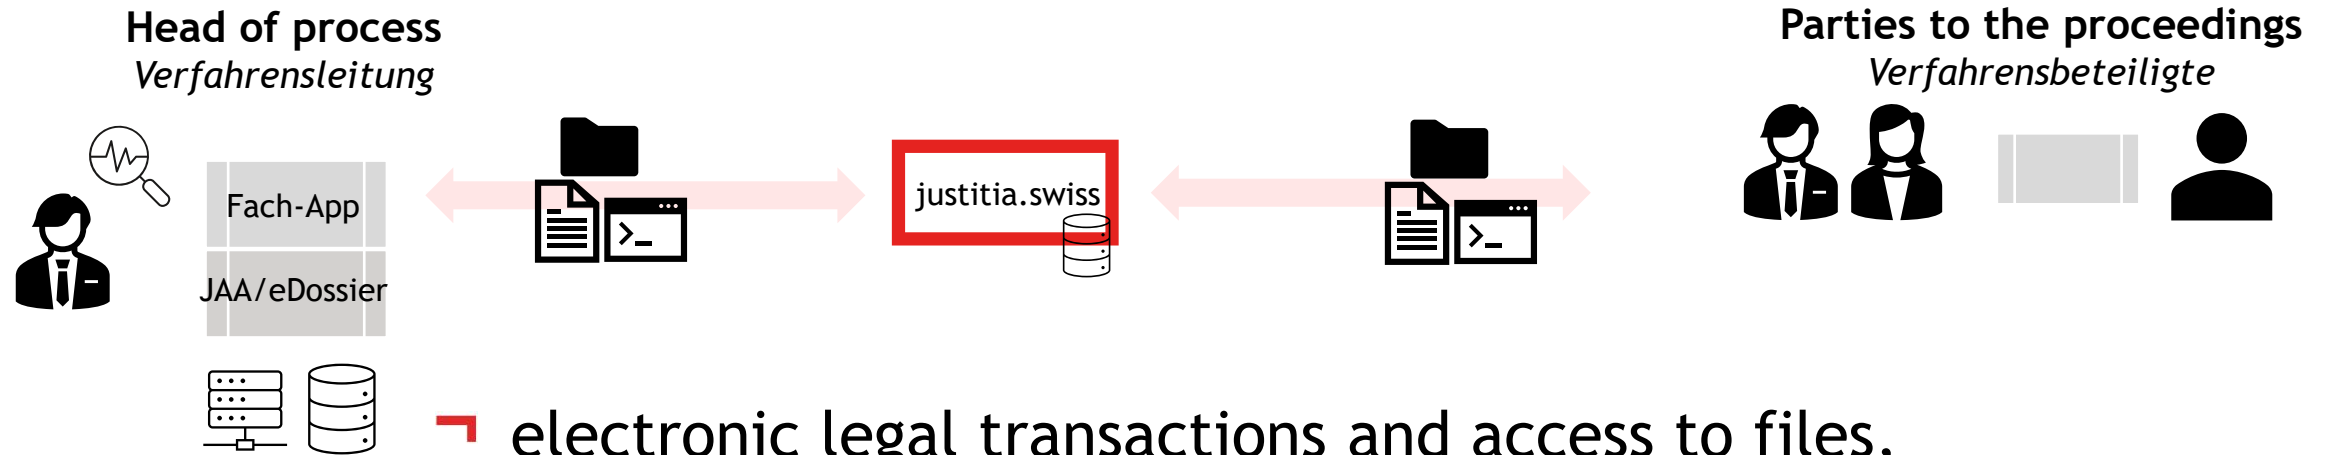 Head of process
Verfahrensleitung
Parties to the proceedings
Verfahrensbeteiligte
Fach-App
JAA/eDossier
justitia.swiss
electronic legal transactions and access to files.